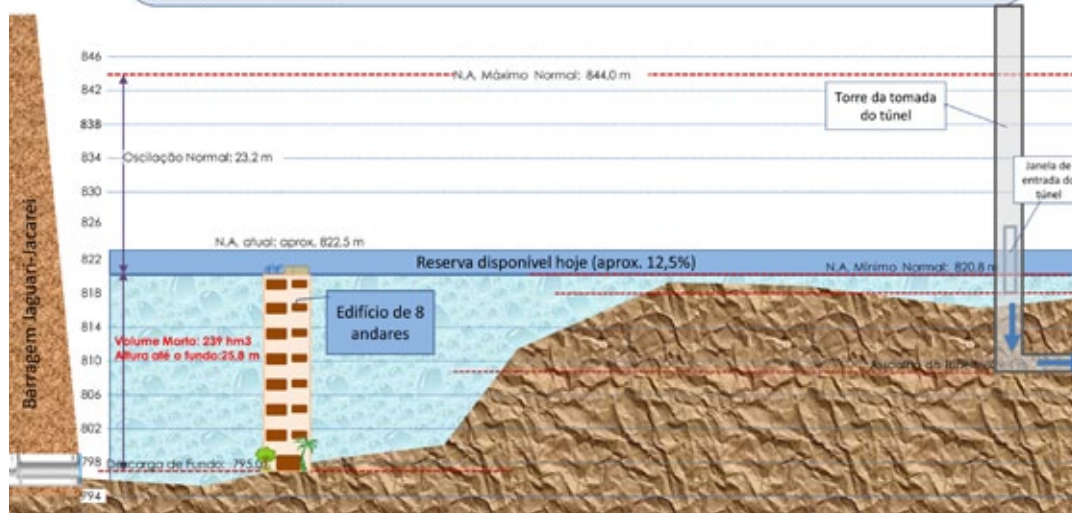 846
N.A. Máximo Normal: 844,0 m
842
Torre da tomada
do túnel
838
834
Oscilação Normal: 23,2 m
Janela de
entrada do
túnel
830
826
N.A. atual: aprox. 822,5 m
822
Reserva disponível hoje (aprox. 12,5%)
N.A. Mínimo Normal: 820,8 m
818
Edifício de 8
andares
814
Volume Morto: 239 hm3
Altura até o fundo:25,8 m
810
806
802
798
Descarga de Fundo:
794
Barragem Jaguari-Jacareí